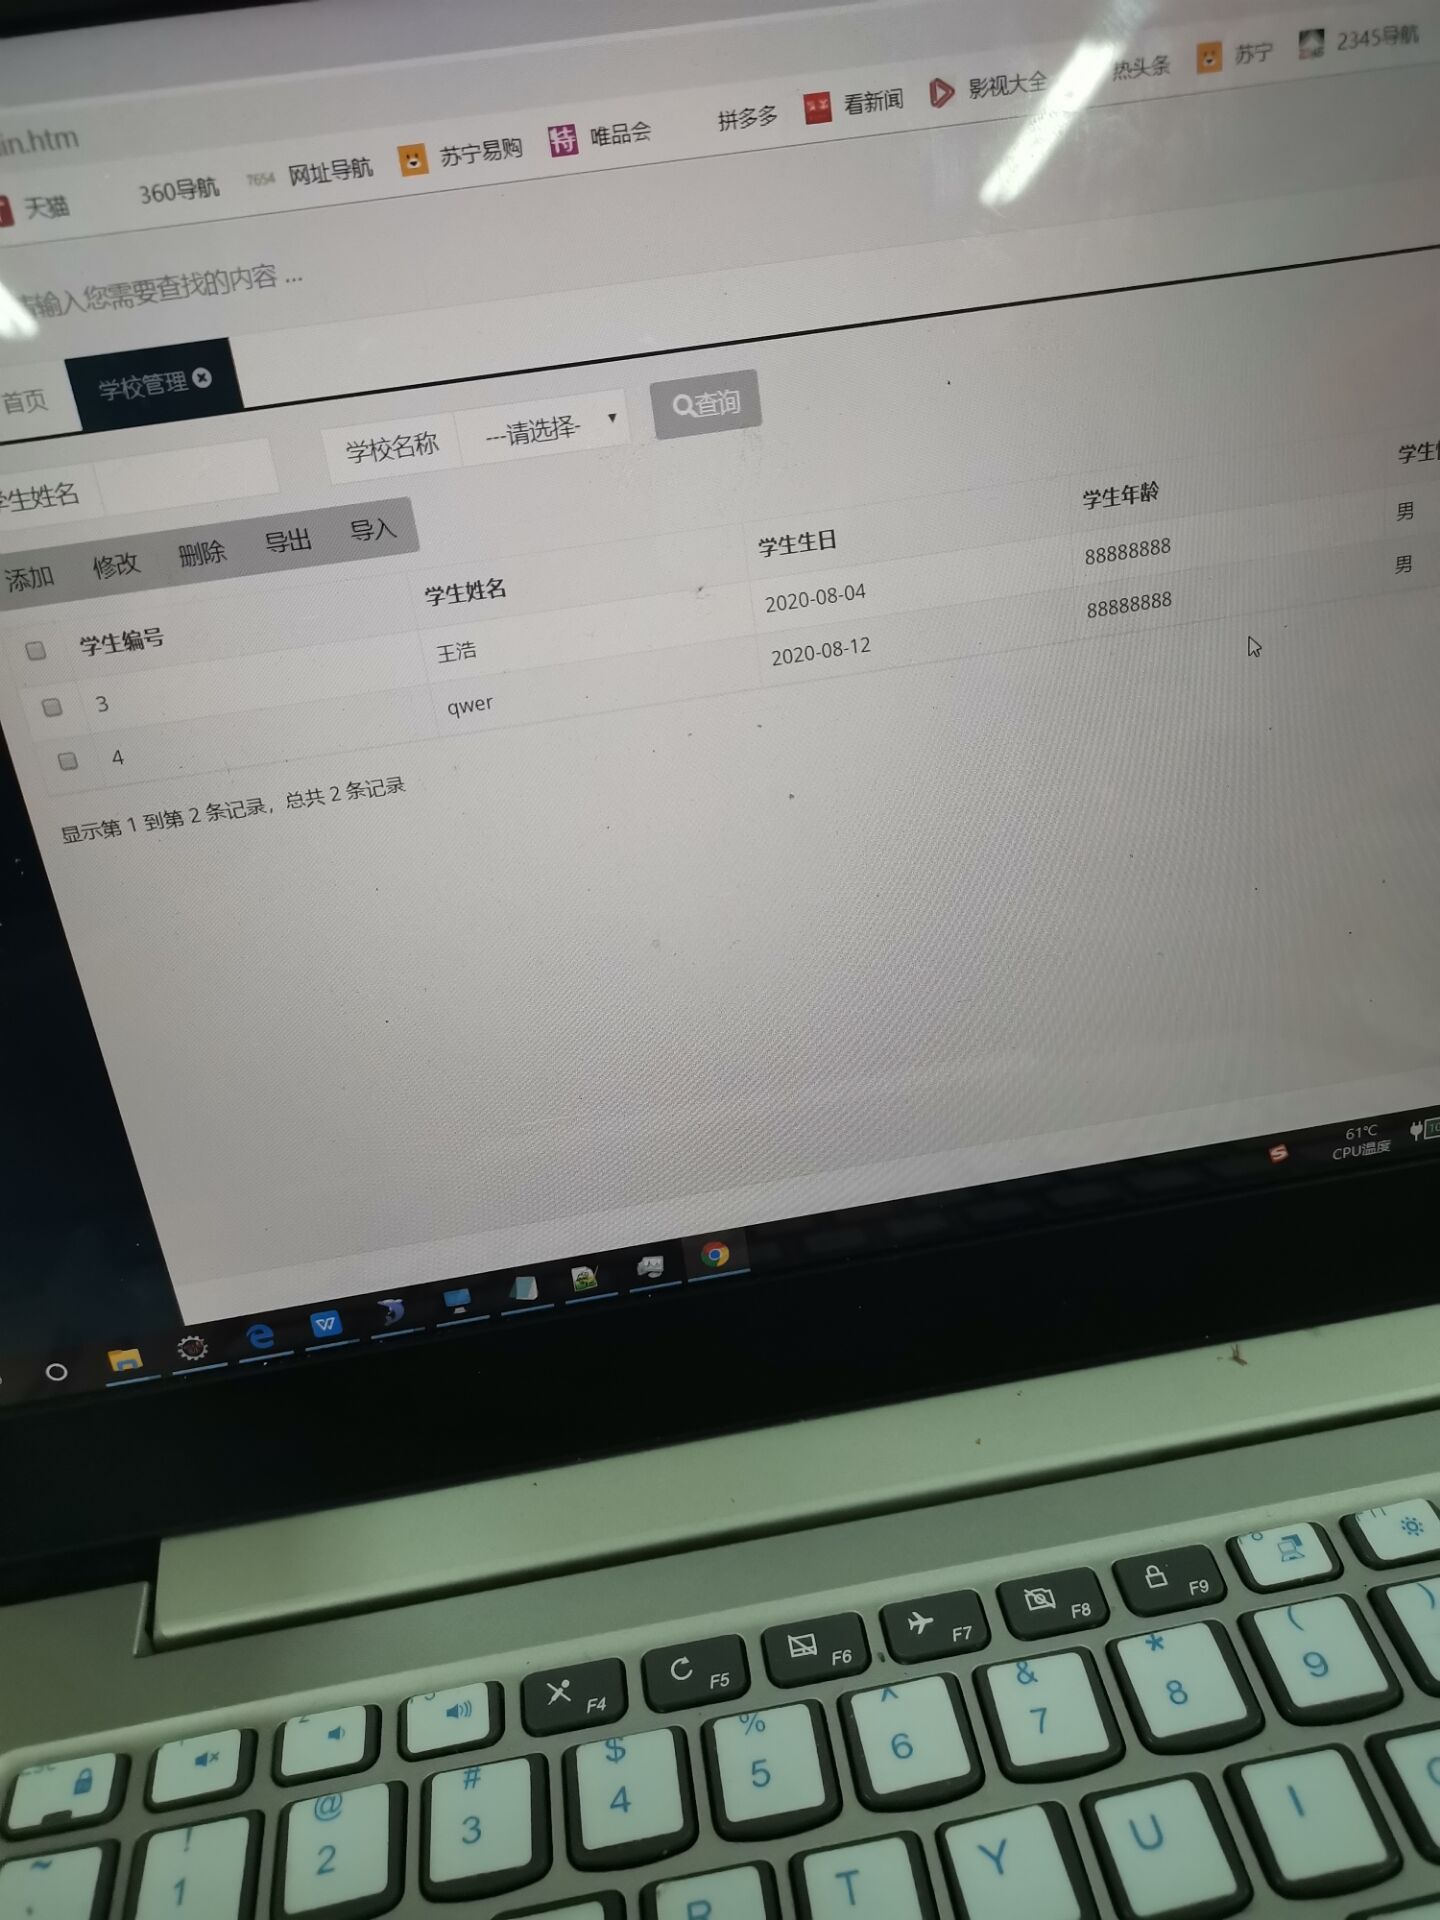 in.htm
天猫 360导航 7654 网址导航 苏宁易购 特 唯品会 拼多多 看新闻 影视大全 热头条 苏宁 2345导航
输入您需要查找的内容 ...
首页 学校管理
学生姓名 学校名称 ---请选择- 查询
添加 修改 删除 导出 导入
学生编号 学生姓名 学生生日 学生年龄 学生
3 王浩 2020-08-04 88888888 男
4 qwer 2020-08-12 88888888 男
显示第 1 到第 2 条记录，总共 2 条记录
61℃
CPU温度
F4 F5 F6 F7 F8 F9
~ ! 1 @ 2 # 3 $ 4 % 5 ^ 6 & 7 * 8 ( 9 )
R T Y U I